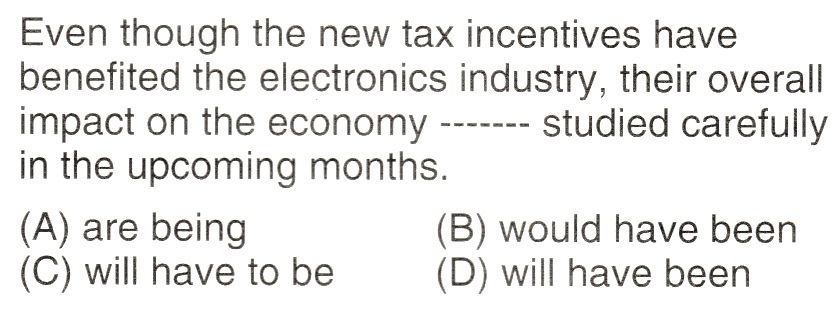 Even though the new tax incentives have
benefited the electronics industry, their overall
impact on the economy ------- studied carefully
in the upcoming months.
(A) are being (B) would have been
(C) will have to be (D) will have been